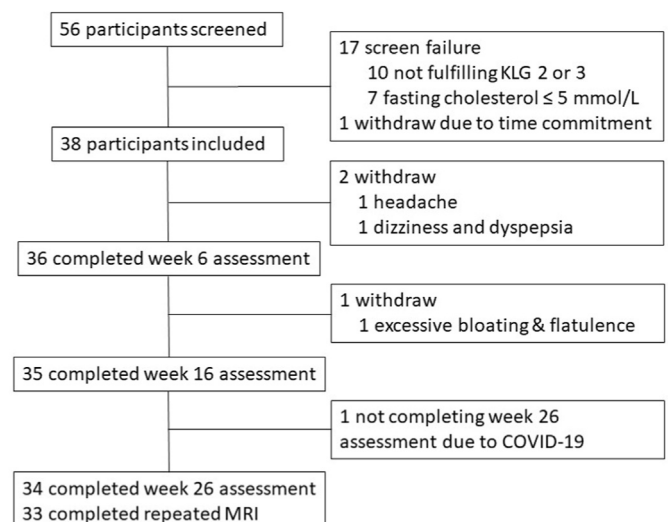 56 participants screened
17 screen failure
10 not fulfilling KLG 2 or 3
7 fasting cholesterol ≤ 5 mmol/L
1 withdraw due to time commitment
38 participants included
2 withdraw
1 headache
1 dizziness and dyspepsia
36 completed week 6 assessment
1 withdraw
1 excessive bloating & flatulence
35 completed week 16 assessment
1 not completing week 26
assessment due to COVID-19
34 completed week 26 assessment
33 completed repeated MRI